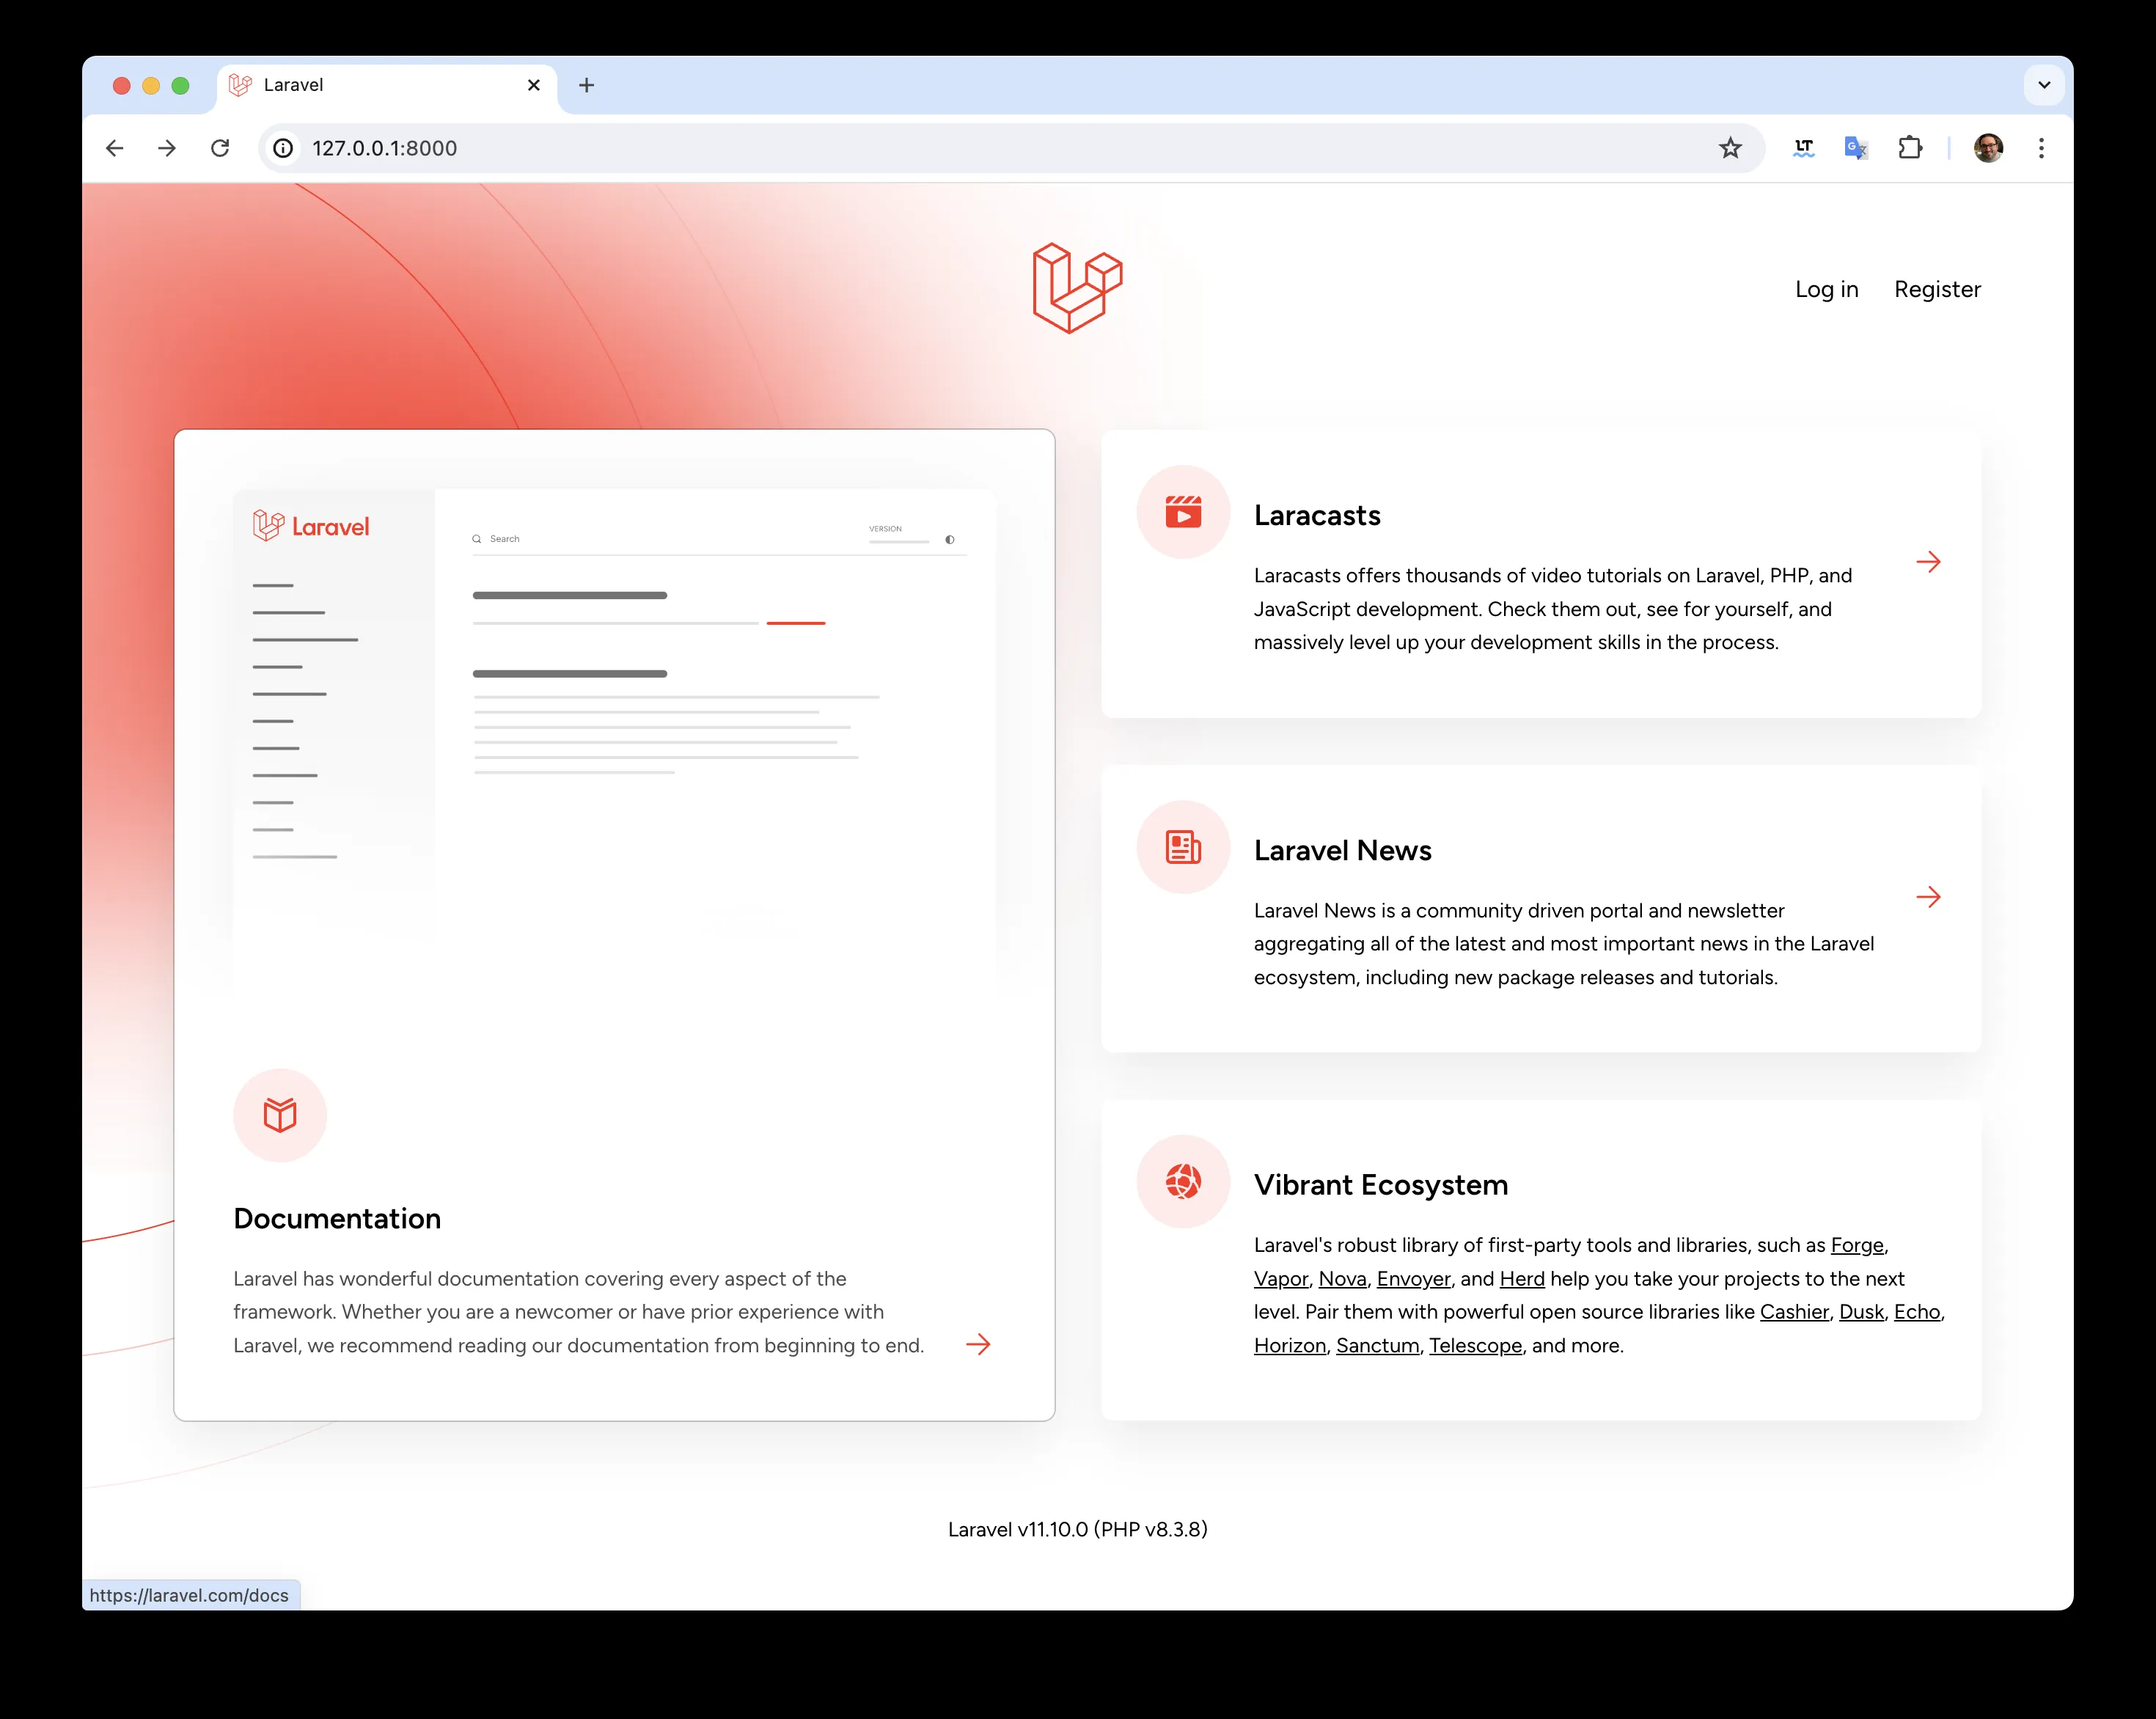 Laravel
127.0.0.1:8000
LT
G
Log in Register
Laravel
Search
VERSION
Documentation
Laravel has wonderful documentation covering every aspect of the
framework. Whether you are a newcomer or have prior experience with
Laravel, we recommend reading our documentation from beginning to end.
Laracasts
Laracasts offers thousands of video tutorials on Laravel, PHP, and
JavaScript development. Check them out, see for yourself, and
massively level up your development skills in the process.
Laravel News
Laravel News is a community driven portal and newsletter
aggregating all of the latest and most important news in the Laravel
ecosystem, including new package releases and tutorials.
Vibrant Ecosystem
Laravel's robust library of first-party tools and libraries, such as Forge,
Vapor, Nova, Envoyer, and Herd help you take your projects to the next
level. Pair them with powerful open source libraries like Cashier, Dusk, Echo,
Horizon, Sanctum, Telescope, and more.
Laravel v11.10.0 (PHP v8.3.8)
https://laravel.com/docs